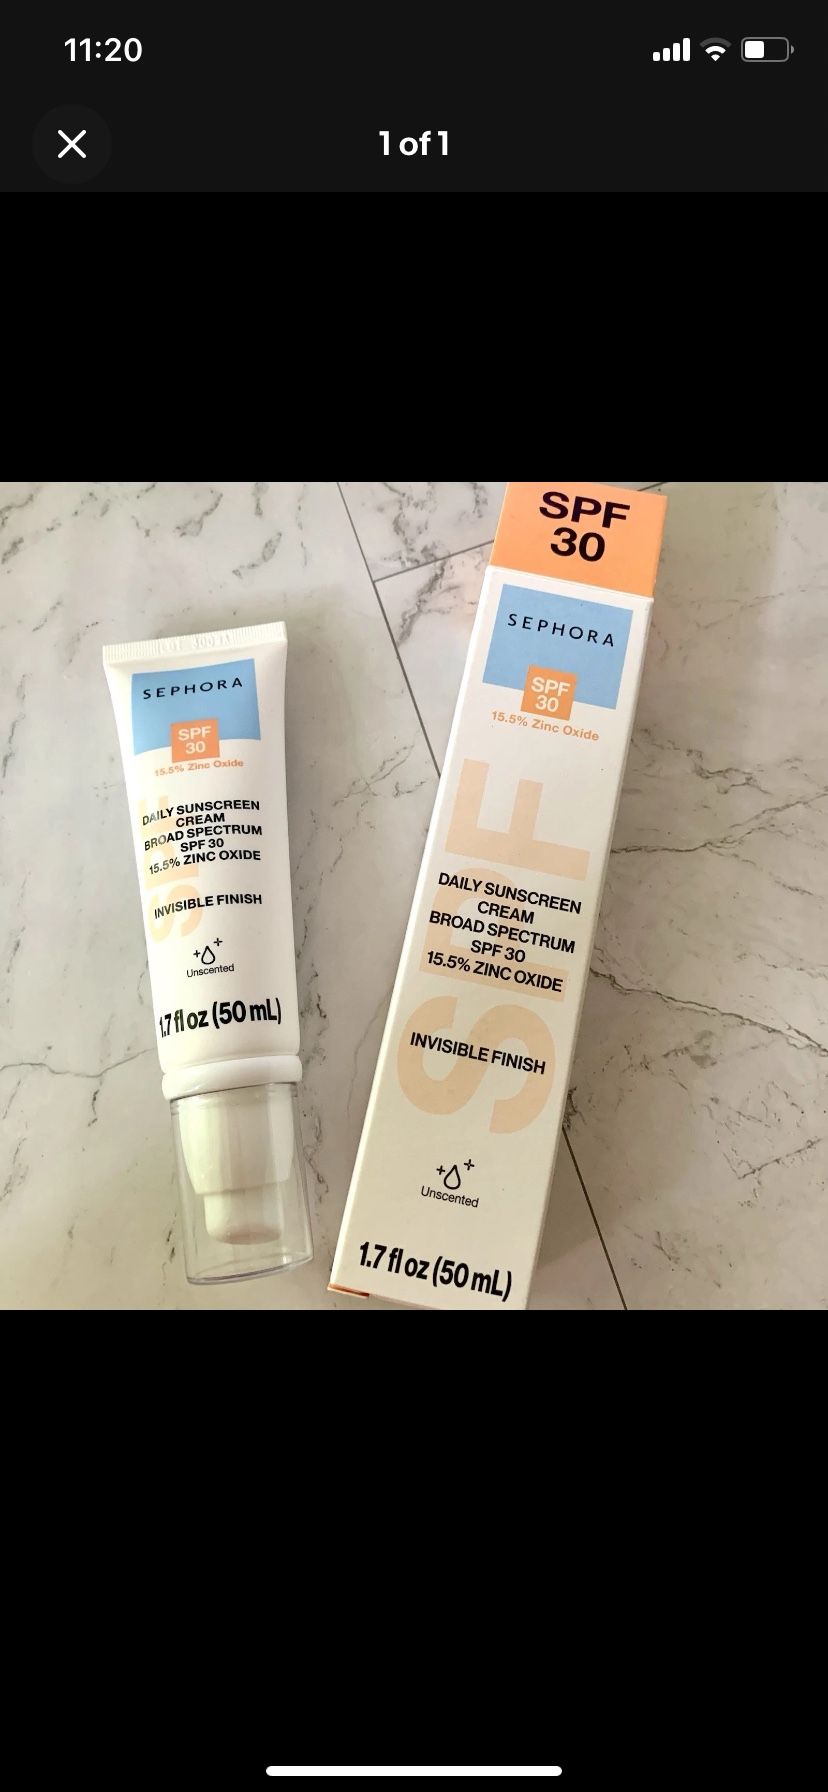 11:20
1 of 1
SEPHORA
SPF
30
15.5% Zinc Oxide
SPF
DAILY SUNSCREEN
CREAM
BROAD SPECTRUM
SPF 30
15.5% ZINC OXIDE
INVISIBLE FINISH
Unscented
1.7 fl oz (50 mL)
SPF
30
SEPHORA
SPF
30
15.5% Zinc Oxide
SPF
DAILY SUNSCREEN
CREAM
BROAD SPECTRUM
SPF 30
15.5% ZINC OXIDE
INVISIBLE FINISH
Unscented
1.7 fl oz (50 mL)